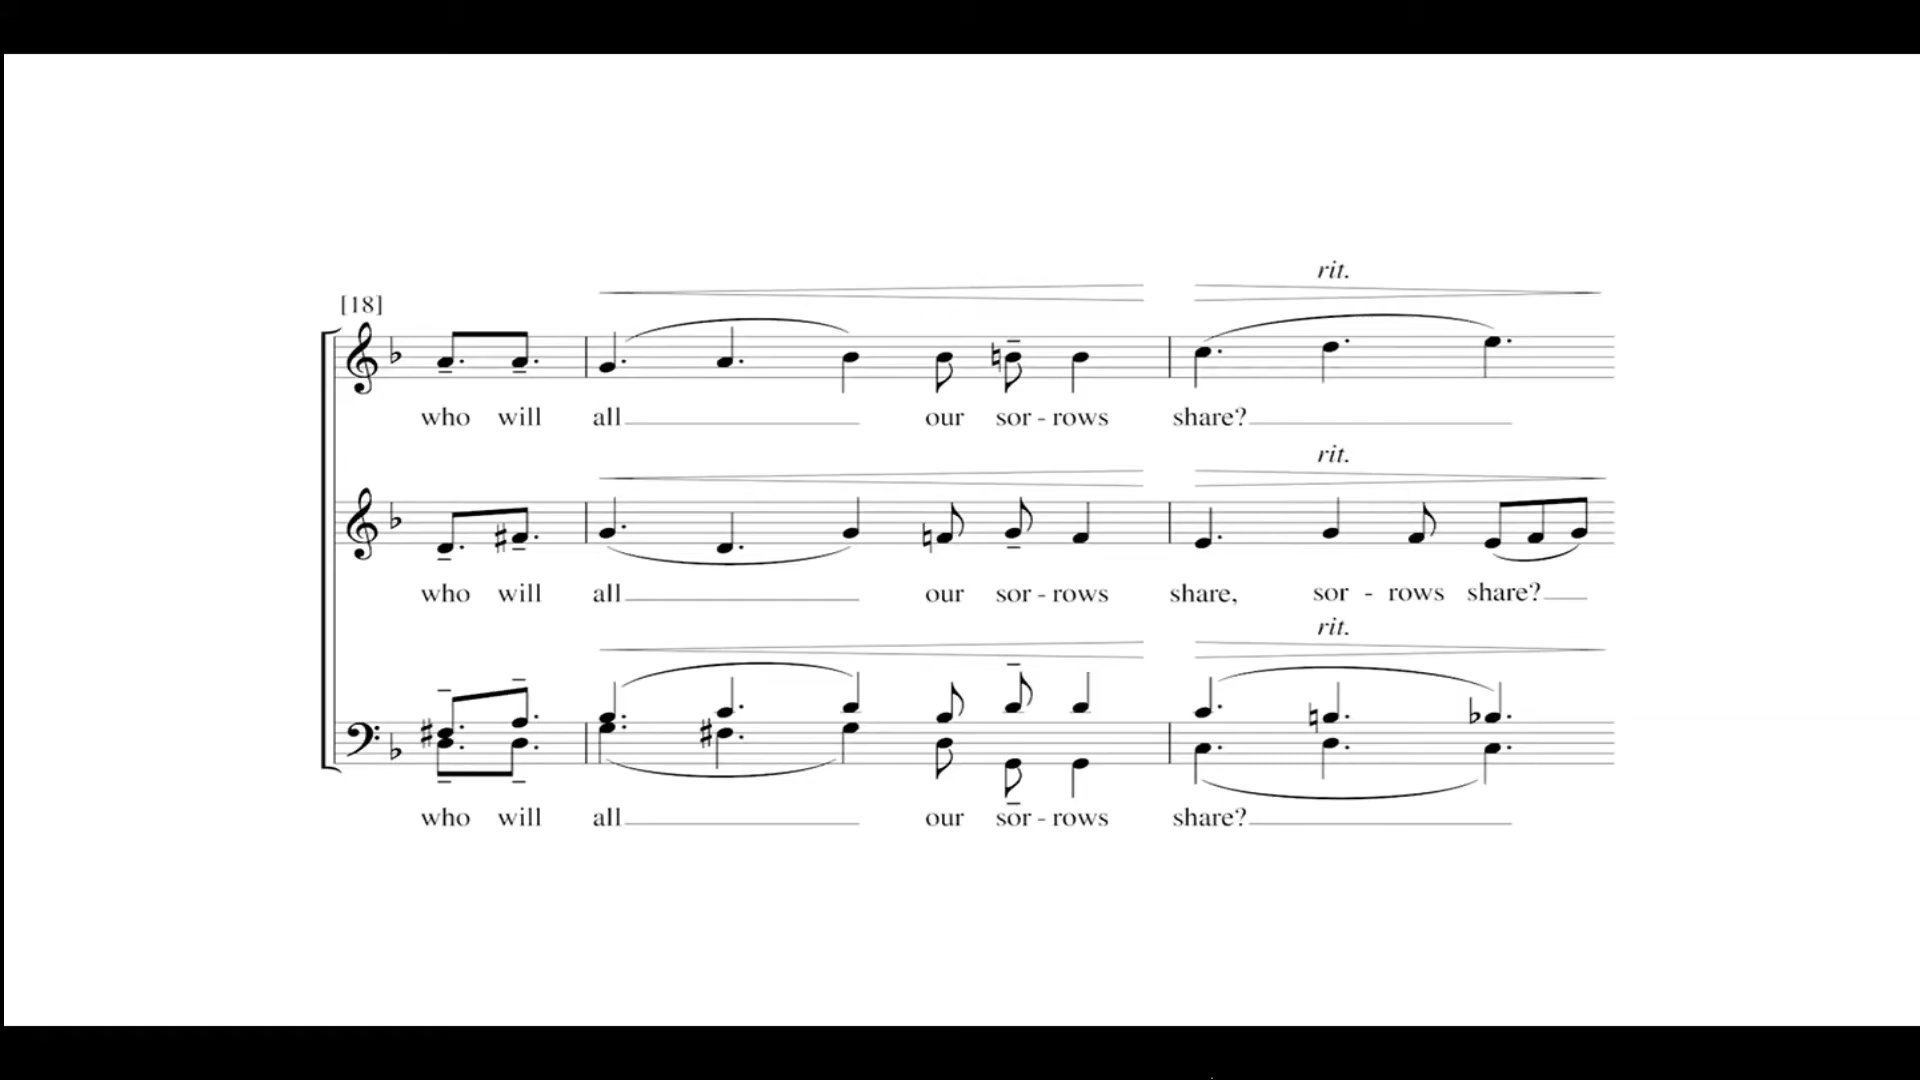 rit.
[18]
who will all our sor - rows share?
rit.
who will all our sor - rows share, sor - rows share?
rit.
who will all our sor - rows share?